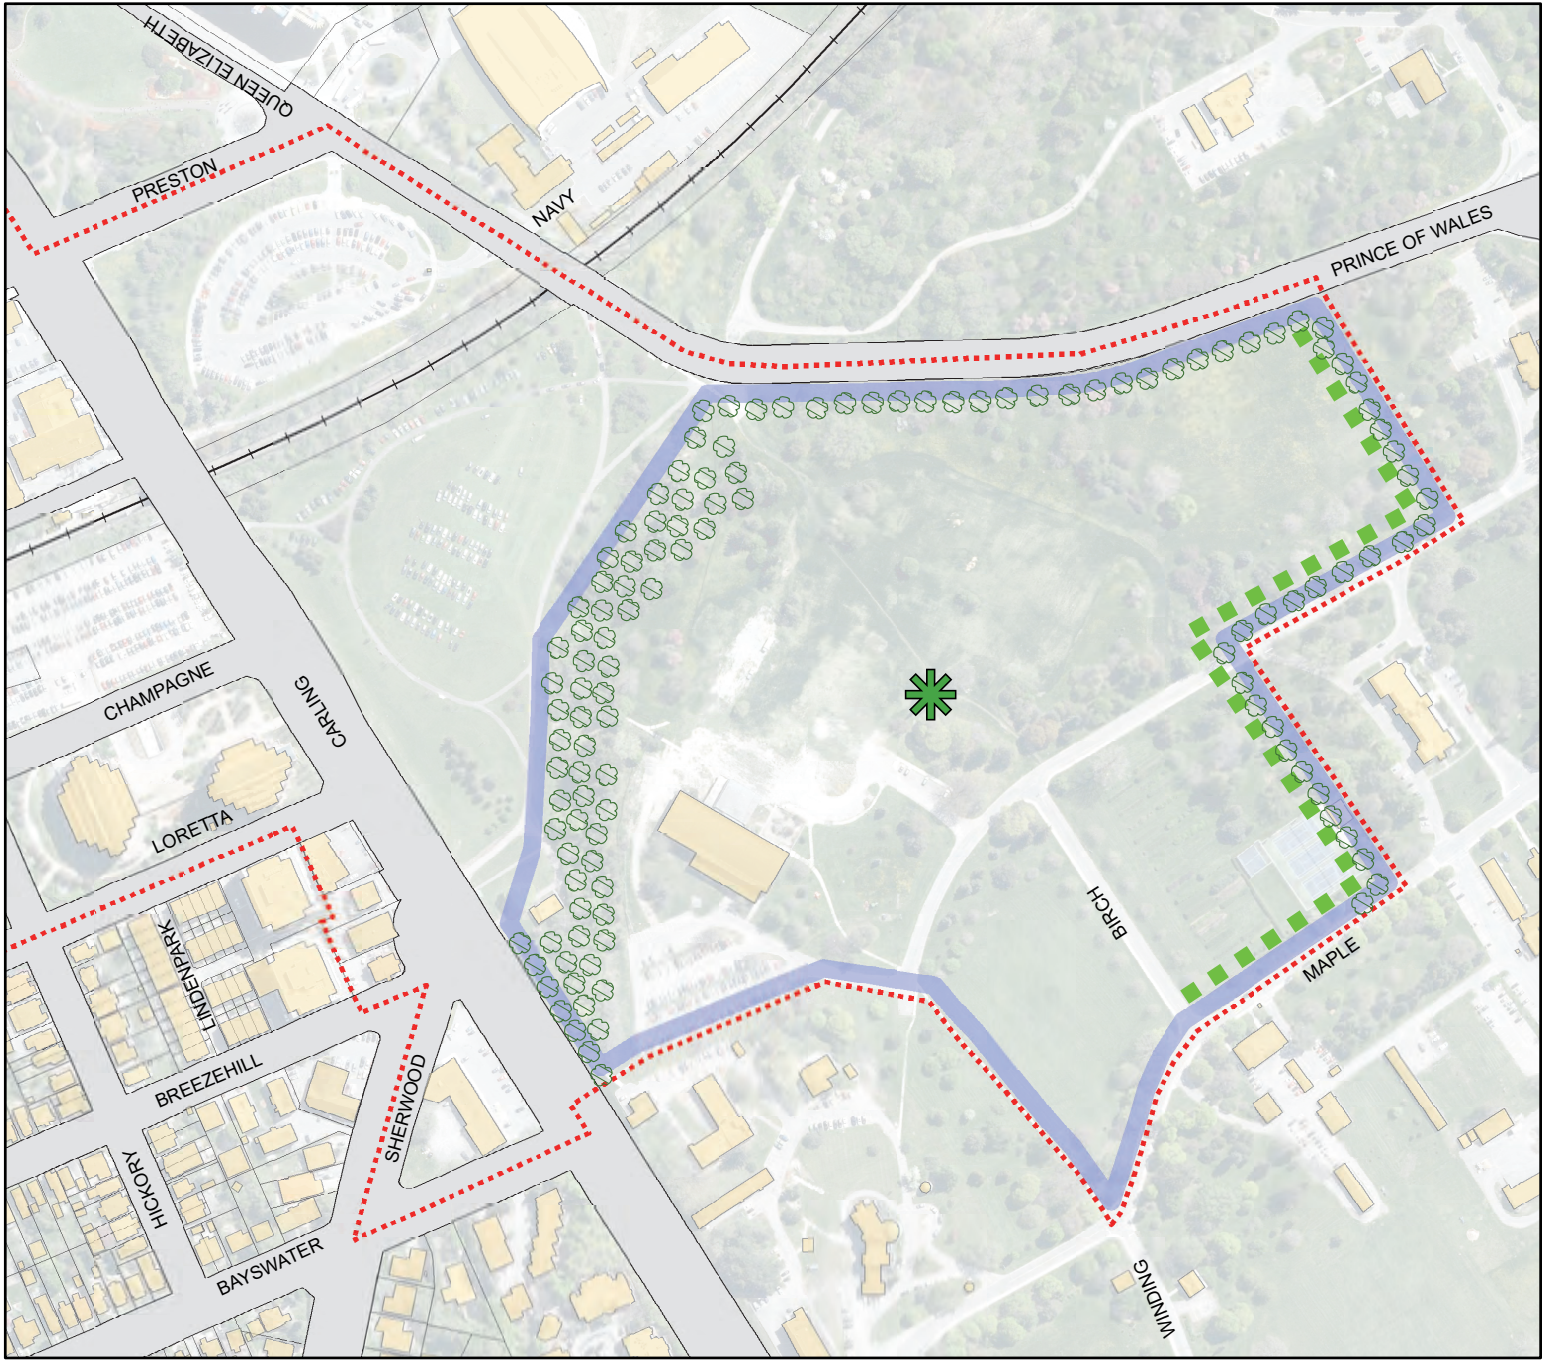 QUEEN ELIZABETH
PRESTON
NAVY
PRINCE OF WALES
CHAMPAGNE
CARLING
LORETTA
LINDENPARK
BIRCH
MAPLE
BREEZEHILL
SHERWOOD
HICKORY
BAYSWATER
WINDING